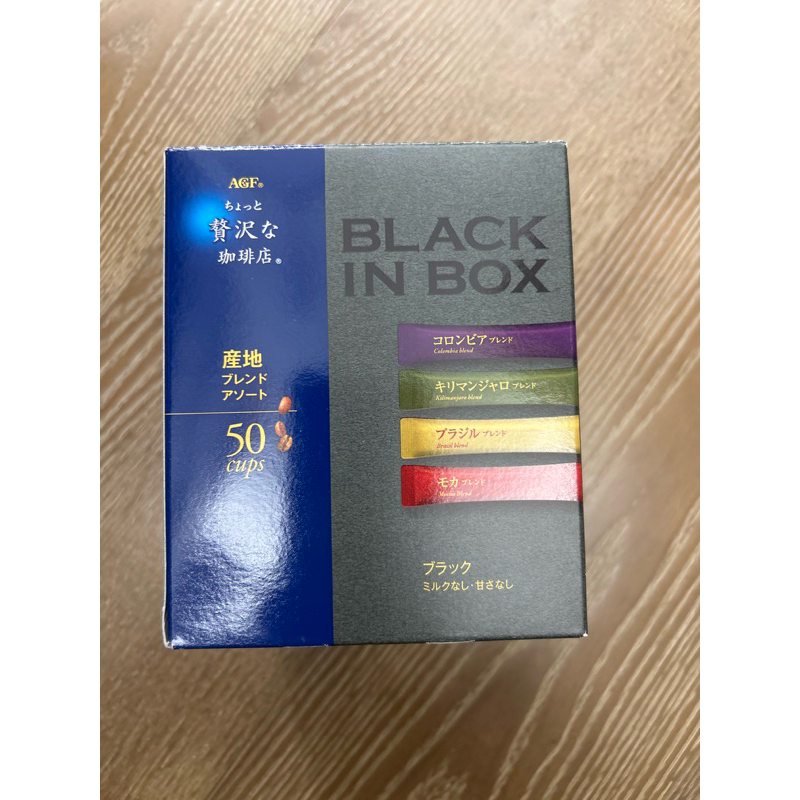 AGF®
ちょっと
贅沢な
珈琲店®
産地
ブレンド
アソート
50
cups
BLACK
IN BOX
コロンビア ブレンド
Colombia blend
キリマンジャロ ブレンド
Kilimanjaro blend
ブラジル ブレンド
Brazil blend
モカ ブレンド
Mocha blend
ブラック
ミルクなし・甘さなし